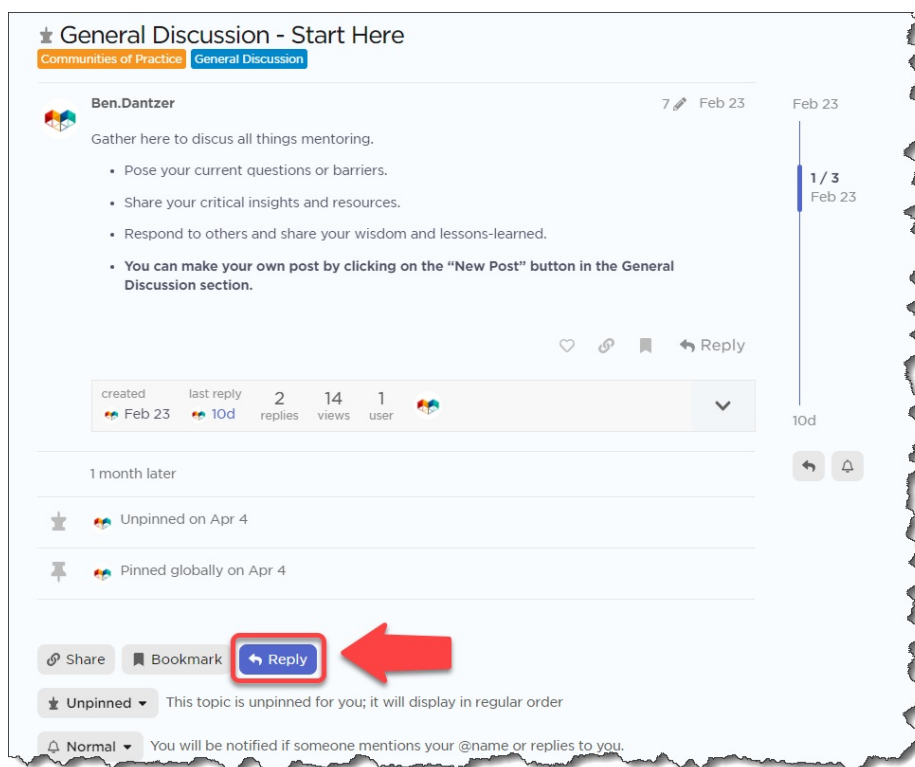 General Discussion - Start Here
Communities of Practice General Discussion
Ben.Dantzer 7 Feb 23
Gather here to discus all things mentoring.
• Pose your current questions or barriers.
• Share your critical insights and resources.
• Respond to others and share your wisdom and lessons-learned.
• You can make your own post by clicking on the “New Post” button in the General
Discussion section.
Reply
created last reply 2 14 1
Feb 23 10d replies views user
1 month later
Unpinned on Apr 4
Pinned globally on Apr 4
Share Bookmark Reply
Unpinned This topic is unpinned for you; it will display in regular order
Normal You will be notified if someone mentions your @name or replies to you.
Feb 23
1 / 3
Feb 23
10d